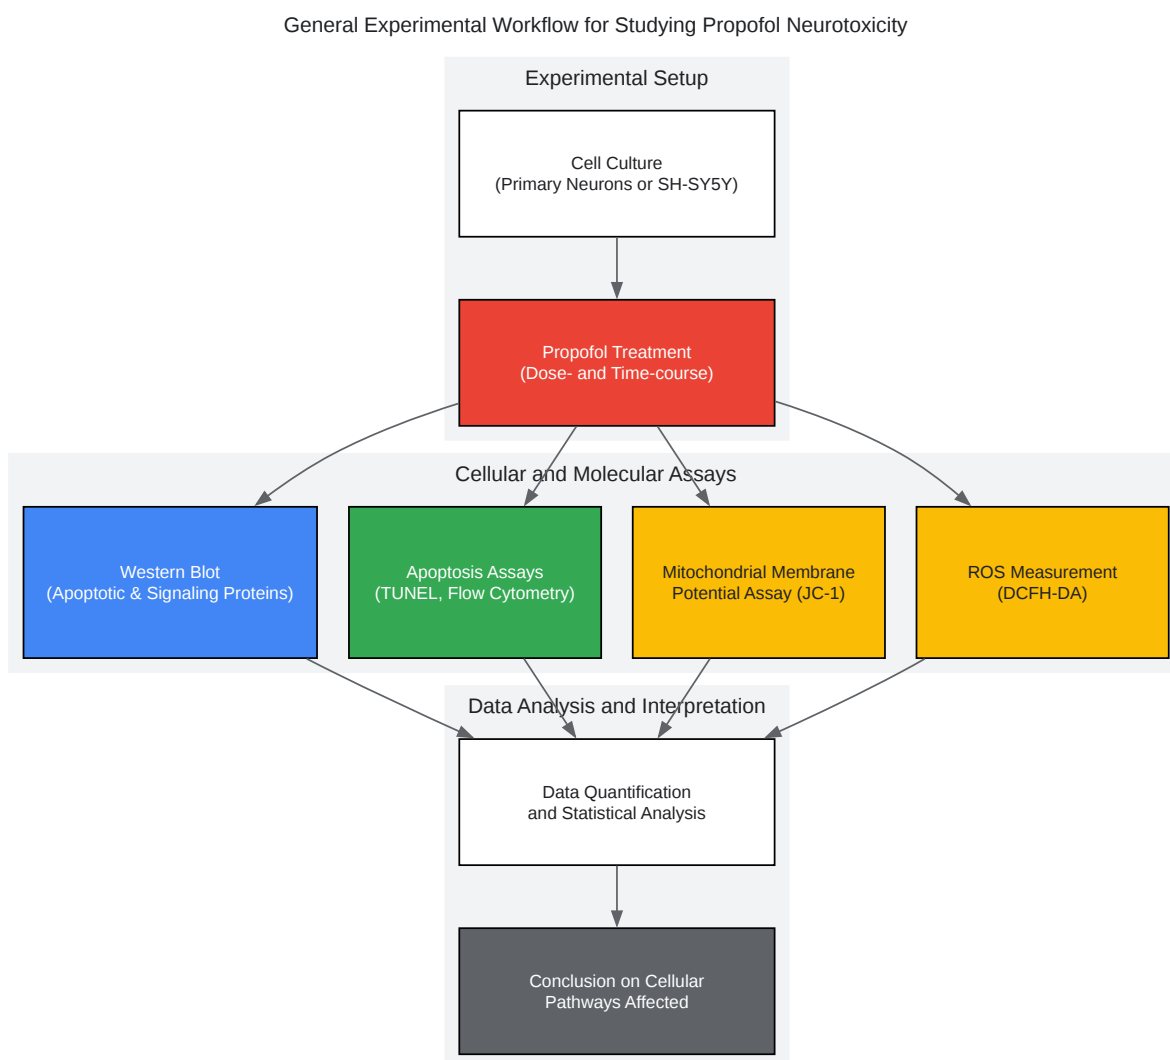 General Experimental Workflow for Studying Propofol Neurotoxicity
Experimental Setup
Cell Culture
(Primary Neurons or SH-SY5Y)
Propofol Treatment
(Dose- and Time-course)
Cellular and Molecular Assays
Western Blot
(Apoptotic & Signaling Proteins)
Apoptosis Assays
(TUNEL, Flow Cytometry)
Mitochondrial Membrane
Potential Assay (JC-1)
ROS Measurement
(DCFH-DA)
Data Analysis and Interpretation
Data Quantification
and Statistical Analysis
Conclusion on Cellular
Pathways Affected